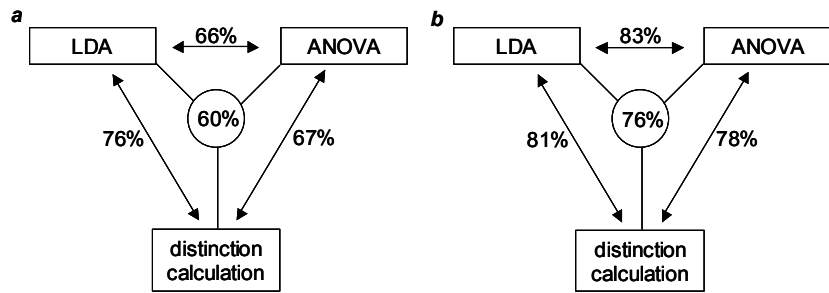 a
LDA
66%
ANOVA
60%
76%
67%
distinction
calculation
b
LDA
83%
ANOVA
76%
81%
78%
distinction
calculation